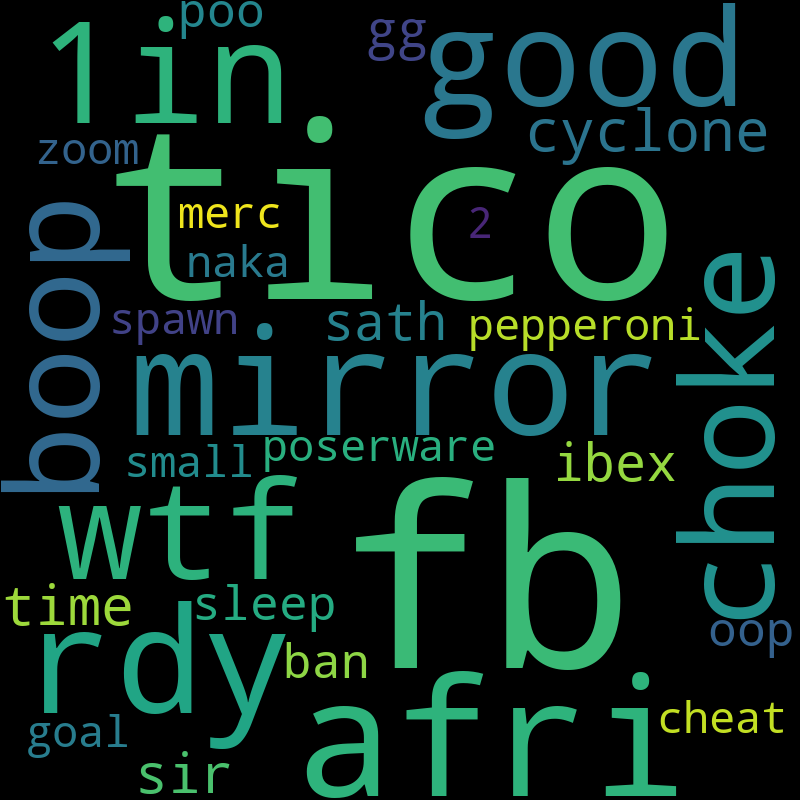 poo
gg
good
1in
cyclone
zoom
tico
merc
2
naka
boop
choke
spawn
sath
pepperoni
mirror
poserware
small
ibex
wtf
fb
time
sleep
oop
rdy
ban
afri
goal
cheat
sir